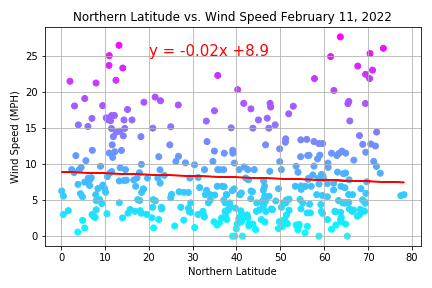 Northern Latitude vs. Wind Speed February 11, 2022
y = -0.02x +8.9
Wind Speed (MPH)
25
20
15
10
5
0
0 10 20 30 40 50 60 70 80
Northern Latitude